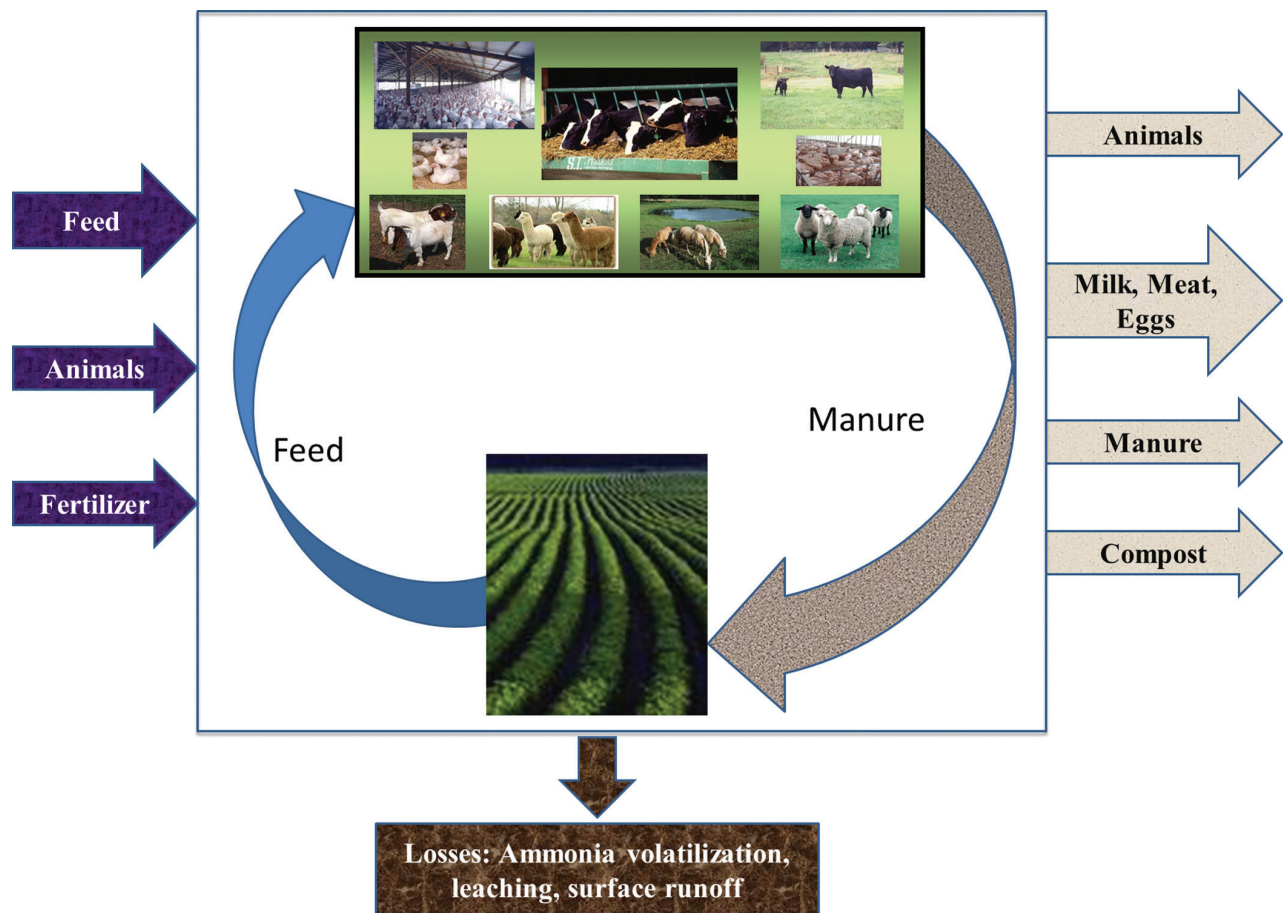 Feed
Animals
Fertilizer
Feed
Manure
Animals
Milk, Meat,
Eggs
Manure
Compost
Losses: Ammonia volatilization,
leaching, surface runoff